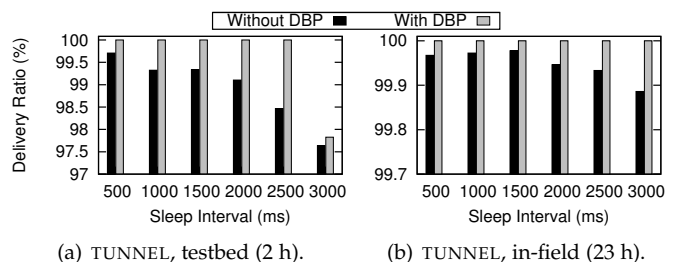 Without DBP With DBP
Delivery Ratio (%)
100
99.5
99
98.5
98
97.5
97
500 1000 1500 2000 2500 3000
Sleep Interval (ms)
(a) TUNNEL, testbed (2 h).
100
99.9
99.8
99.7
500 1000 1500 2000 2500 3000
Sleep Interval (ms)
(b) TUNNEL, in-field (23 h).